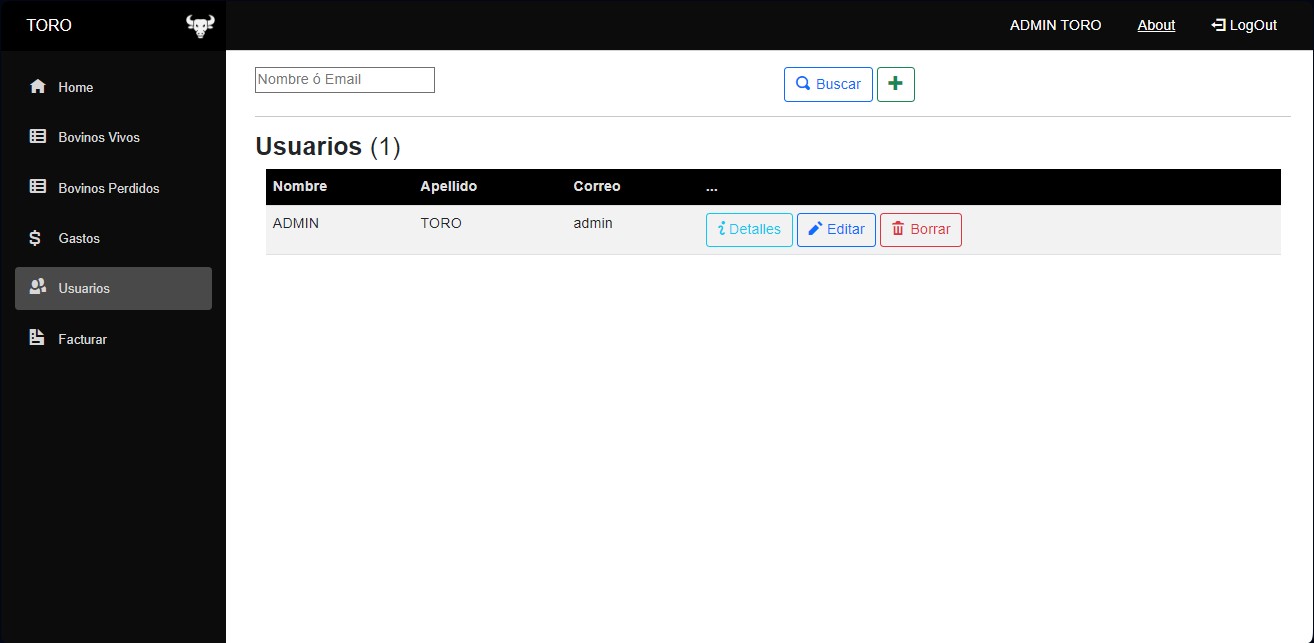 TORO
ADMIN TORO About LogOut
Home
Bovinos Vivos
Bovinos Perdidos
Gastos
Usuarios
Facturar
Nombre ó Email Buscar
Usuarios (1)
Nombre Apellido Correo ...
ADMIN TORO admin Detalles Editar Borrar